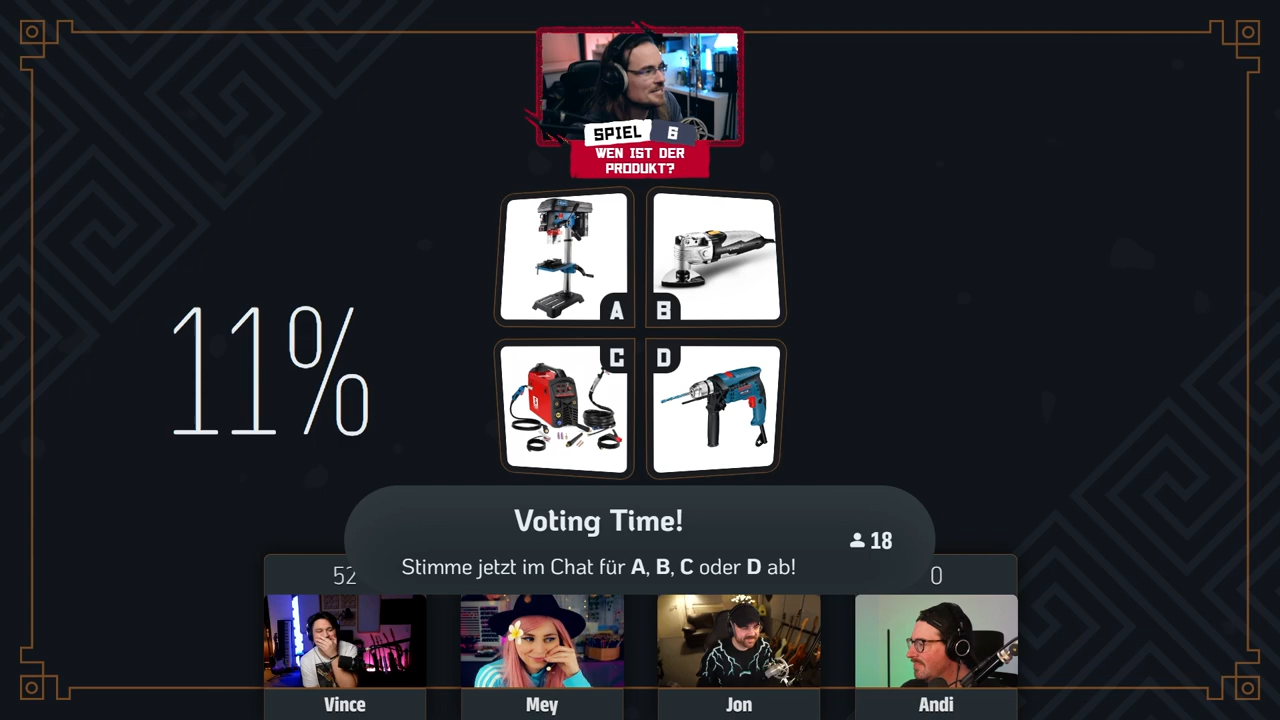 SPIEL 6
WEN IST DER
PRODUKT?
A
B
C
D
11%
Voting Time!
18
Stimme jetzt im Chat für A, B, C oder D ab!
52
0
Vince
Mey
Jon
Andi